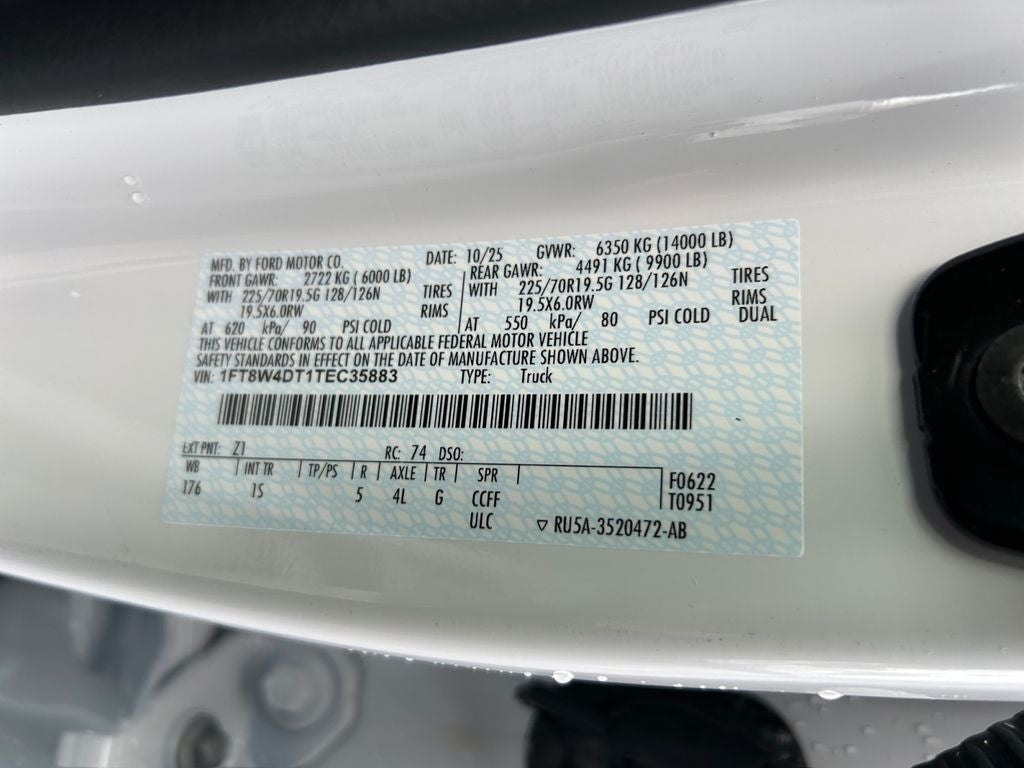 MFD. BY FORD MOTOR CO. DATE: 10/25 GVWR: 6350 KG (14000 LB)
FRONT GAWR: 2722 KG ( 6000 LB) REAR GAWR: 4491 KG ( 9900 LB)
WITH 225/70R19.5G 128/126N TIRES WITH 225/70R19.5G 128/126N TIRES
19.5X6.0RW RIMS 19.5X6.0RW RIMS
AT 620 kPa/ 90 PSI COLD AT 550 kPa/ 80 PSI COLD DUAL
THIS VEHICLE CONFORMS TO ALL APPLICABLE FEDERAL MOTOR VEHICLE
SAFETY STANDARDS IN EFFECT ON THE DATE OF MANUFACTURE SHOWN ABOVE.
VIN: 1FT8W4DT1TEC35883 TYPE: Truck
EXT PNT: Z1 RC: 74 DSO:
WB INT TR TP/PS R AXLE TR SPR F0622
176 1S 5 4L G CCFF T0951
ULC ▽ RU5A-3520472-AB